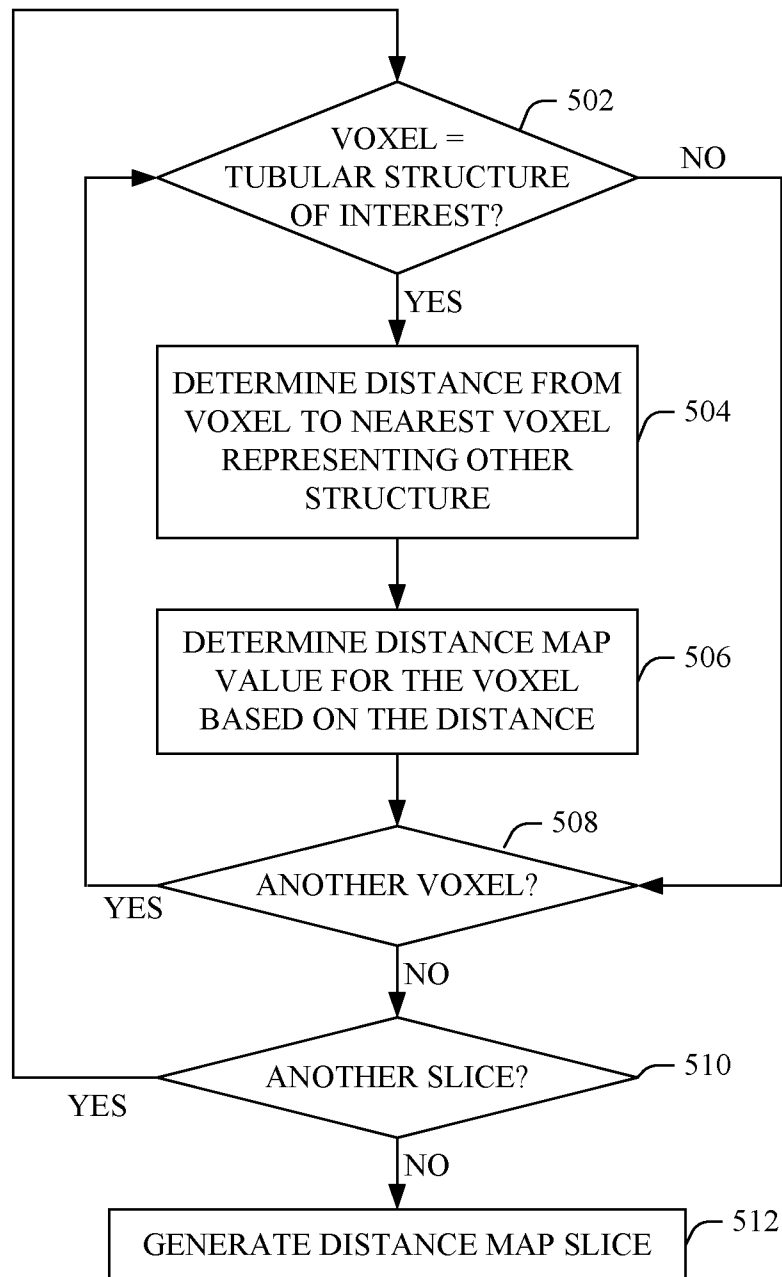 502
VOXEL =
TUBULAR STRUCTURE
OF INTEREST?
NO
YES
DETERMINE DISTANCE FROM
VOXEL TO NEAREST VOXEL
REPRESENTING OTHER
STRUCTURE
504
DETERMINE DISTANCE MAP
VALUE FOR THE VOXEL
BASED ON THE DISTANCE
506
508
ANOTHER VOXEL?
YES
NO
ANOTHER SLICE?
510
YES
NO
512
GENERATE DISTANCE MAP SLICE